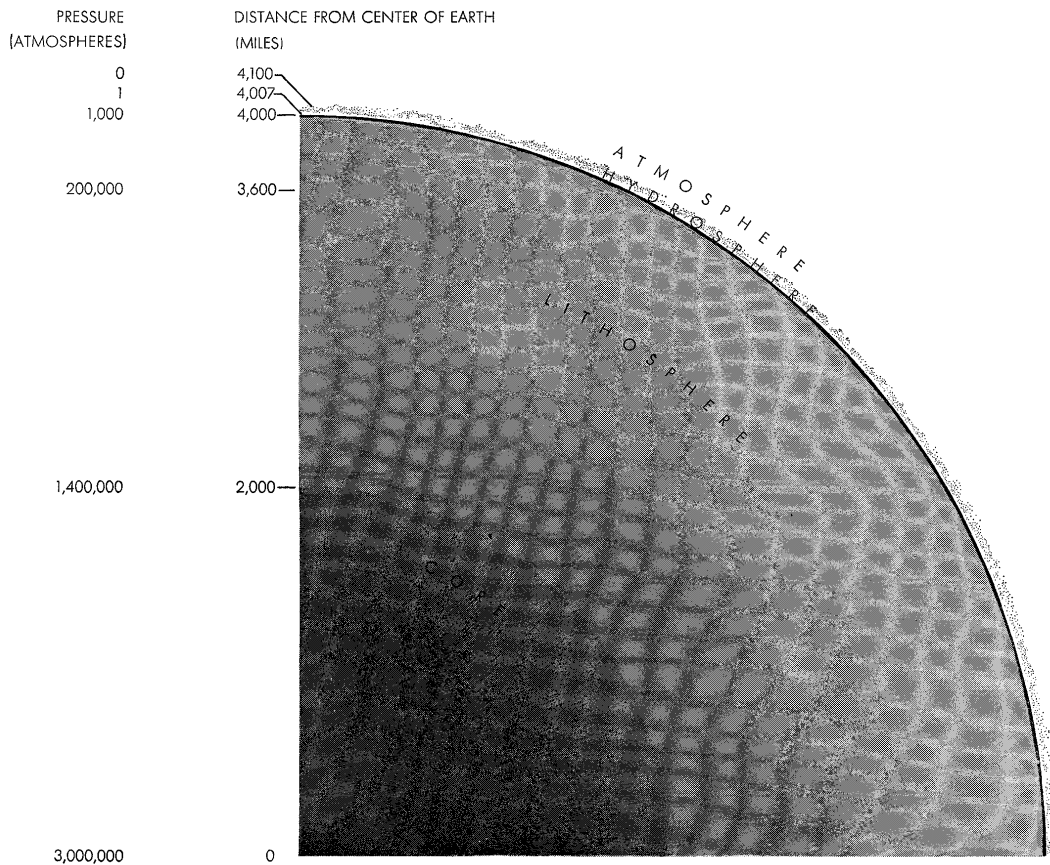 PRESSURE
(ATMOSPHERES)
DISTANCE FROM CENTER OF EARTH
(MILES)
0 4,100
1 4,007
1,000 4,000
200,000 3,600
1,400,000 2,000
3,000,000 0
ATMOSPHERE
HYDROSPHERE
LITHOSPHERE
CORE